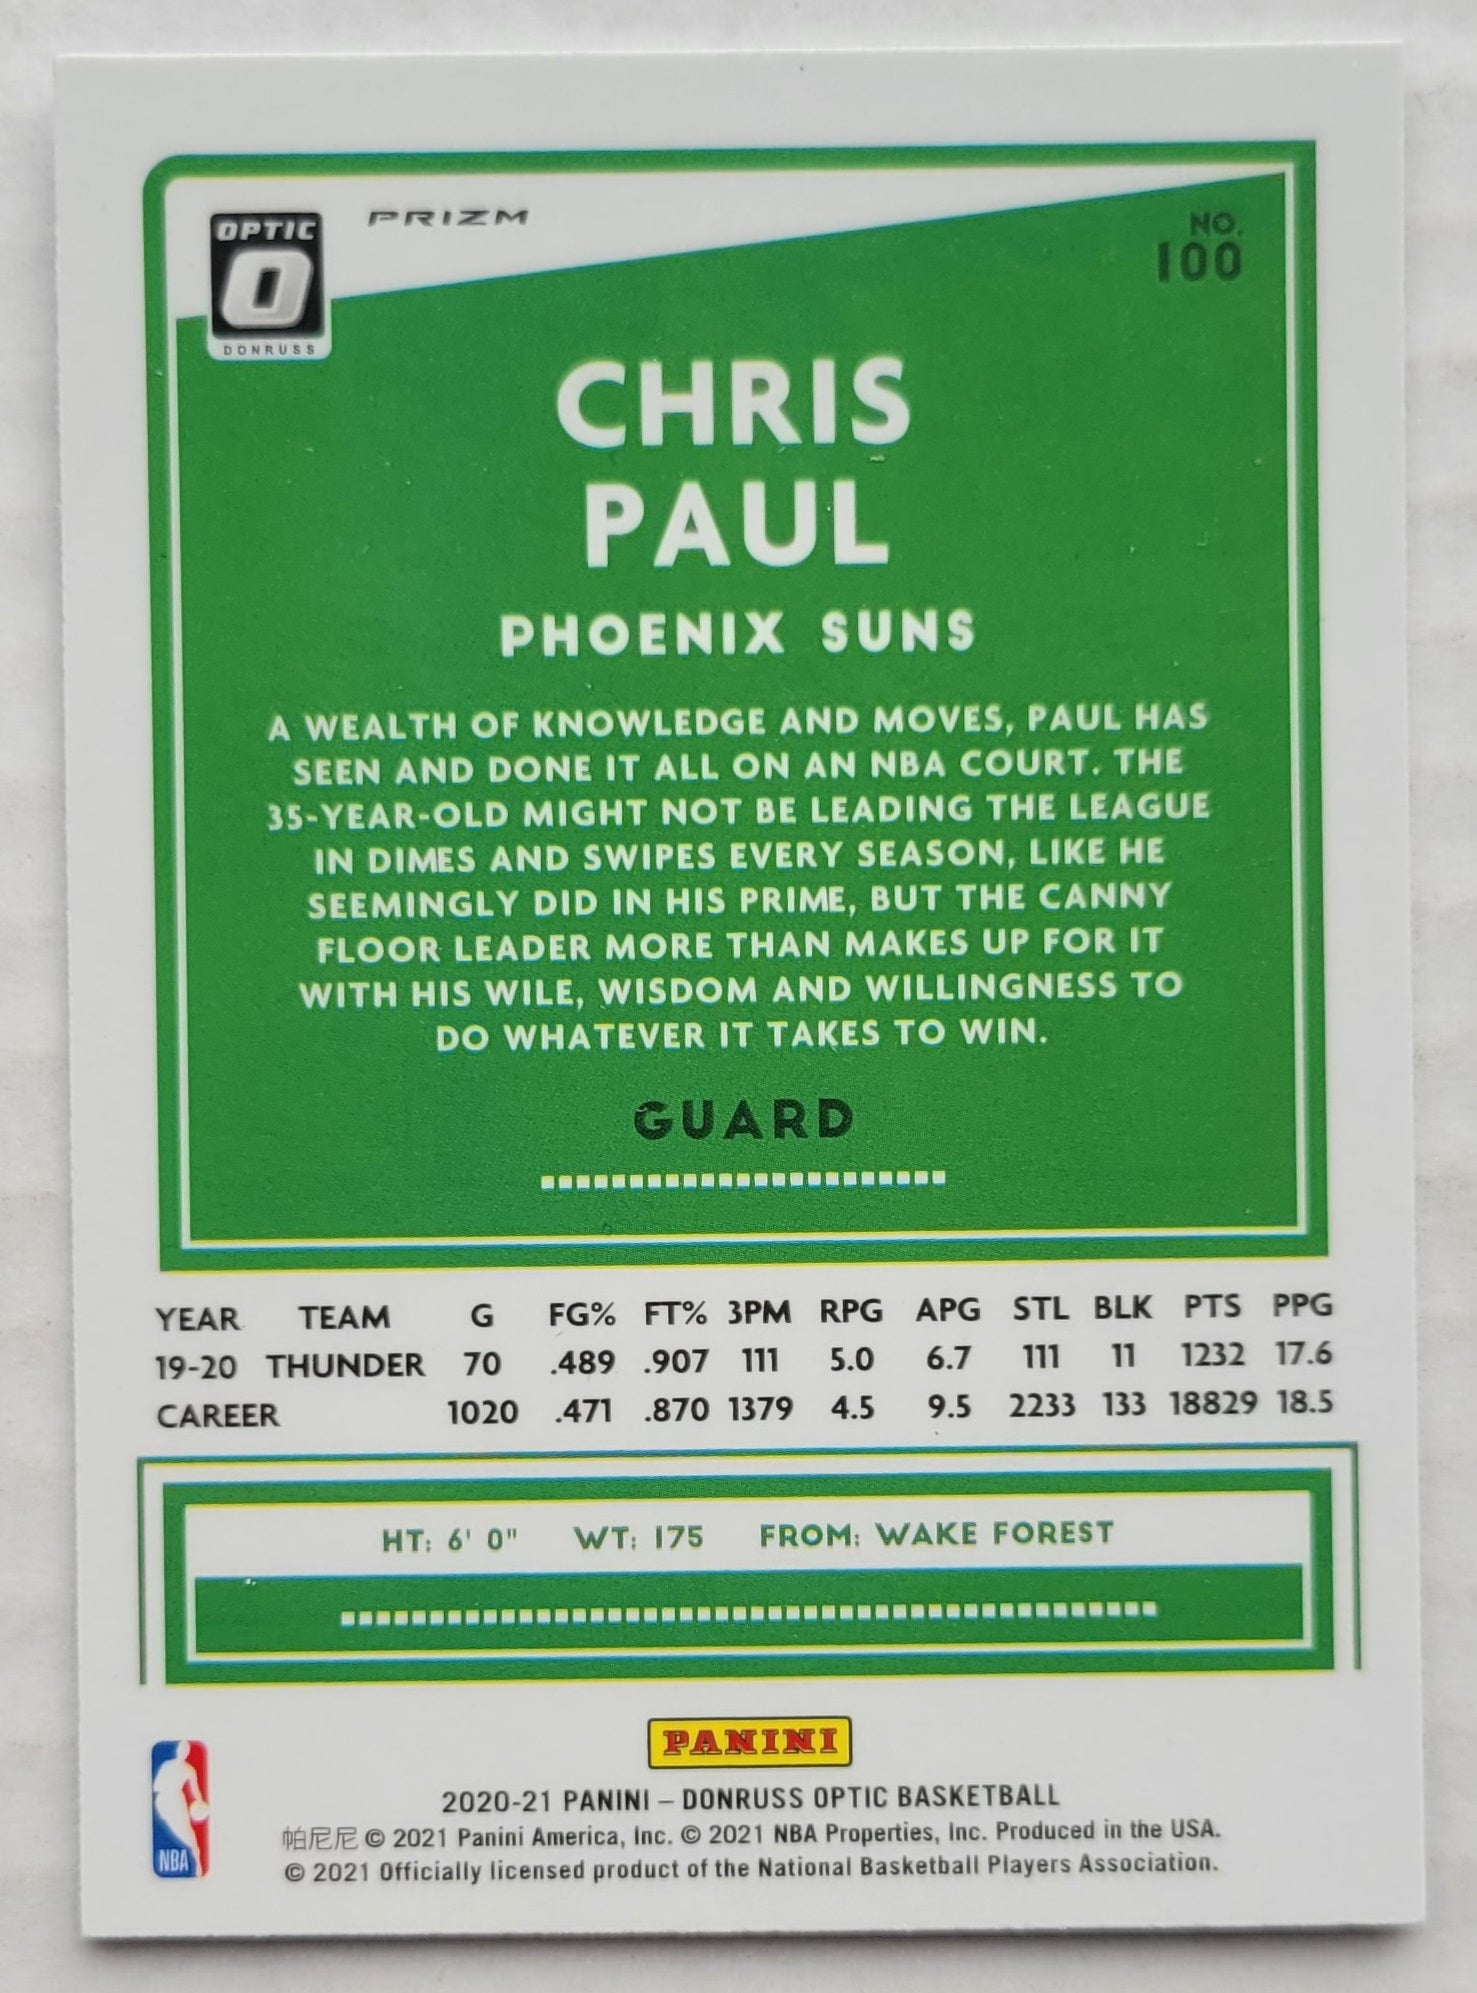 OPTIC
O
DONRUSS
PRIZM
NO.
100
CHRIS
PAUL
PHOENIX SUNS
A WEALTH OF KNOWLEDGE AND MOVES, PAUL HAS
SEEN AND DONE IT ALL ON AN NBA COURT. THE
35-YEAR-OLD MIGHT NOT BE LEADING THE LEAGUE
IN DIMES AND SWIPES EVERY SEASON, LIKE HE
SEEMINGLY DID IN HIS PRIME, BUT THE CANNY
FLOOR LEADER MORE THAN MAKES UP FOR IT
WITH HIS WILE, WISDOM AND WILLINGNESS TO
DO WHATEVER IT TAKES TO WIN.
GUARD
YEAR TEAM G FG% FT% 3PM RPG APG STL BLK PTS PPG
19-20 THUNDER 70 .489 .907 111 5.0 6.7 111 11 1232 17.6
CAREER 1020 .471 .870 1379 4.5 9.5 2233 133 18829 18.5
HT: 6' 0" WT: 175 FROM: WAKE FOREST
PANINI
NBA
2020-21 PANINI – DONRUSS OPTIC BASKETBALL
帕尼尼 © 2021 Panini America, Inc. © 2021 NBA Properties, Inc. Produced in the USA.
© 2021 Officially licensed product of the National Basketball Players Association.